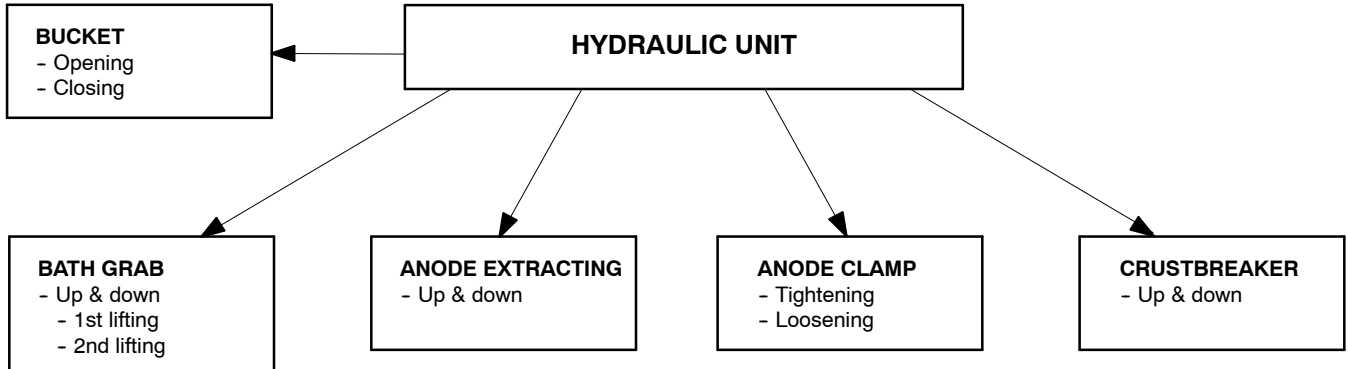 BUCKET
- Opening
- Closing
HYDRAULIC UNIT
BATH GRAB
- Up & down
- 1st lifting
- 2nd lifting
ANODE EXTRACTING
- Up & down
ANODE CLAMP
- Tightening
- Loosening
CRUSTBREAKER
- Up & down